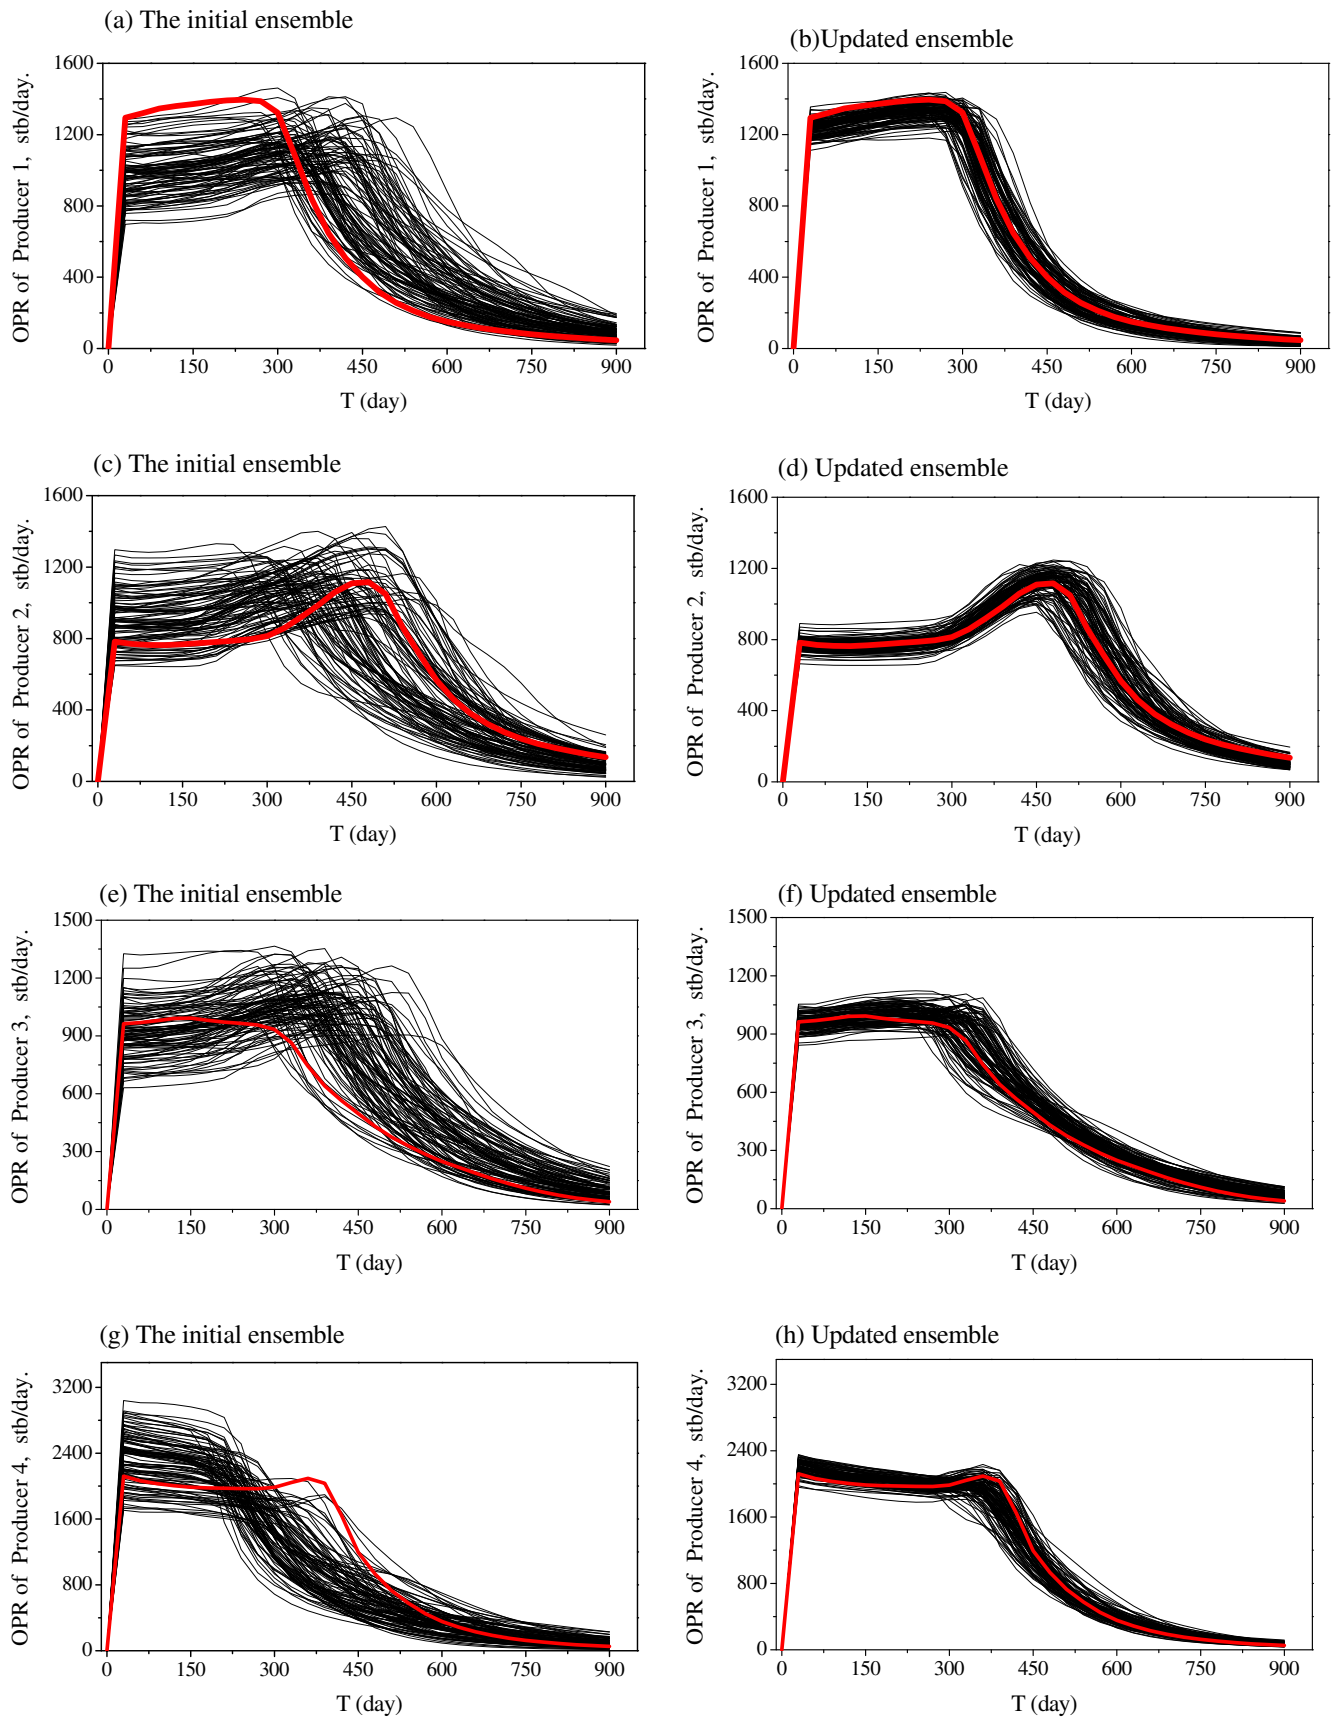 (a) The initial ensemble
OPR of Producer 1, stb/day.
1600
1200
800
400
0
0 150 300 450 600 750 900
T (day)
(b)Updated ensemble
OPR of Producer 1, stb/day.
1600
1200
800
400
0
0 150 300 450 600 750 900
T (day)
(c) The initial ensemble
OPR of Producer 2, stb/day.
1600
1200
800
400
0
0 150 300 450 600 750 900
T (day)
(d) Updated ensemble
OPR of Producer 2, stb/day.
1600
1200
800
400
0
0 150 300 450 600 750 900
T (day)
(e) The initial ensemble
OPR of Producer 3, stb/day.
1500
1200
900
600
300
0
0 150 300 450 600 750 900
T (day)
(f) Updated ensemble
OPR of Producer 3, stb/day.
1500
1200
900
600
300
0
0 150 300 450 600 750 900
T (day)
(g) The initial ensemble
OPR of Producer 4, stb/day.
3200
2400
1600
800
0
0 150 300 450 600 750 900
T (day)
(h) Updated ensemble
OPR of Producer 4, stb/day.
3200
2400
1600
800
0
0 150 300 450 600 750 900
T (day)